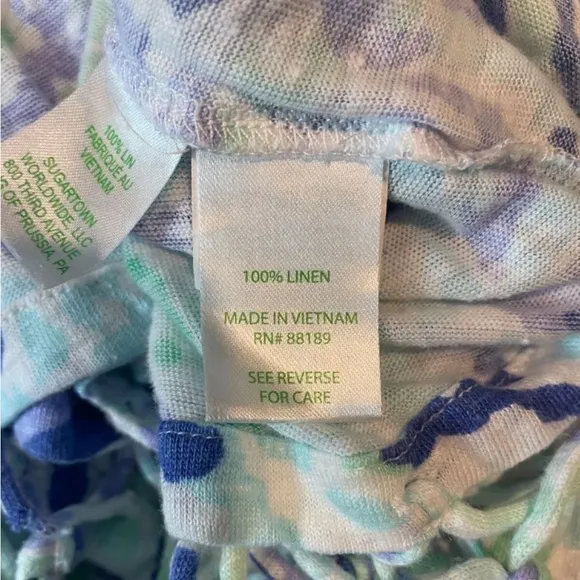 100% LIN
FABRIQUE AU
VIETNAM
SUGARTOWN
WORLDWIDE LLC
800 THIRD AVENUE
OF PRUSSIA, PA
100% LINEN
MADE IN VIETNAM
RN# 88189
SEE REVERSE
FOR CARE